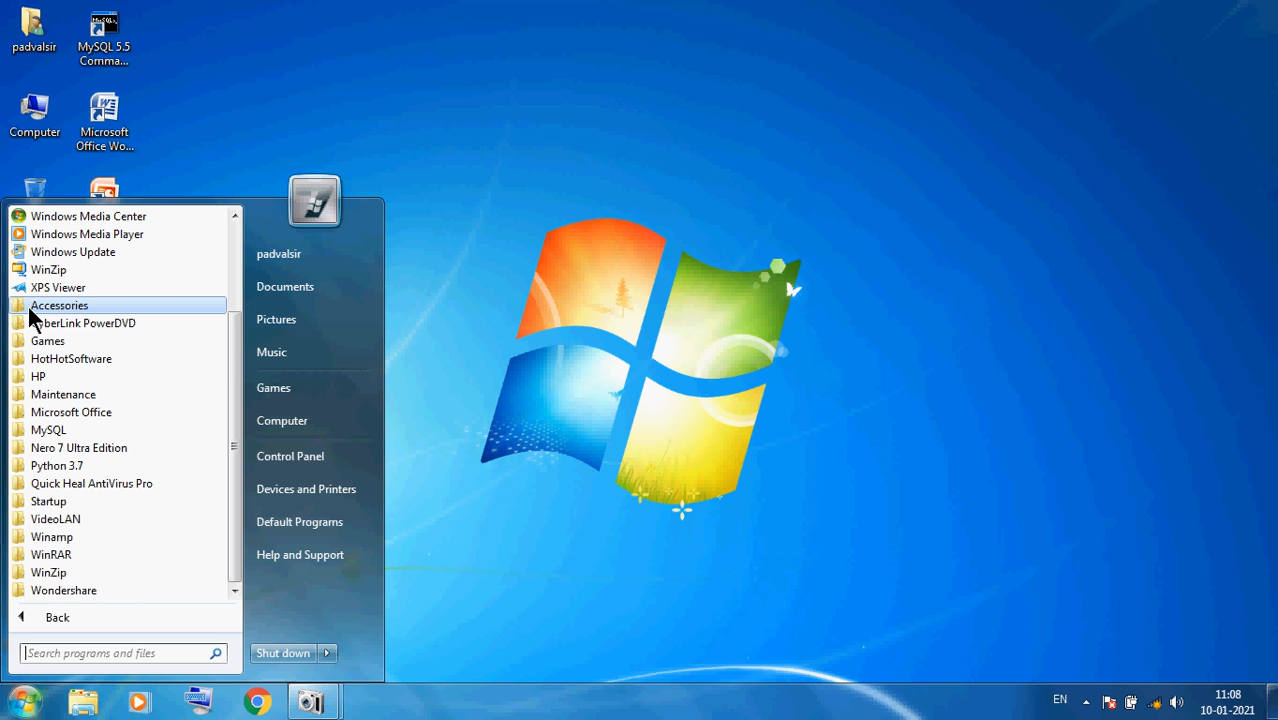 padvalsir
MySQL 5.5
Comma...
Computer
Microsoft
Office Wo...
Windows Media Center
Windows Media Player
Windows Update
WinZip
XPS Viewer
Accessories
berLink PowerDVD
Games
HotHotSoftware
HP
Maintenance
Microsoft Office
MySQL
Nero 7 Ultra Edition
Python 3.7
Quick Heal AntiVirus Pro
Startup
VideoLAN
Winamp
WinRAR
WinZip
Wondershare
Back
Search programs and files
padvalsir
Documents
Pictures
Music
Games
Computer
Control Panel
Devices and Printers
Default Programs
Help and Support
Shut down
EN
11:08
10-01-2021